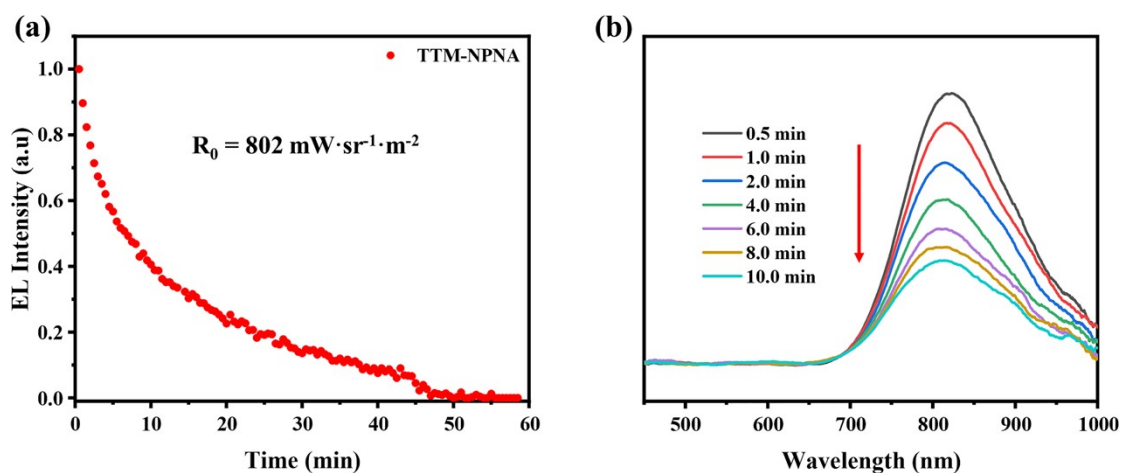 (a)
TTM-NPNA
R₀ = 802 mW·sr⁻¹·m⁻²
EL Intensity (a.u)
1.0
0.8
0.6
0.4
0.2
0.0
0 10 20 30 40 50 60
Time (min)
(b)
0.5 min
1.0 min
2.0 min
4.0 min
6.0 min
8.0 min
10.0 min
500 600 700 800 900 1000
Wavelength (nm)